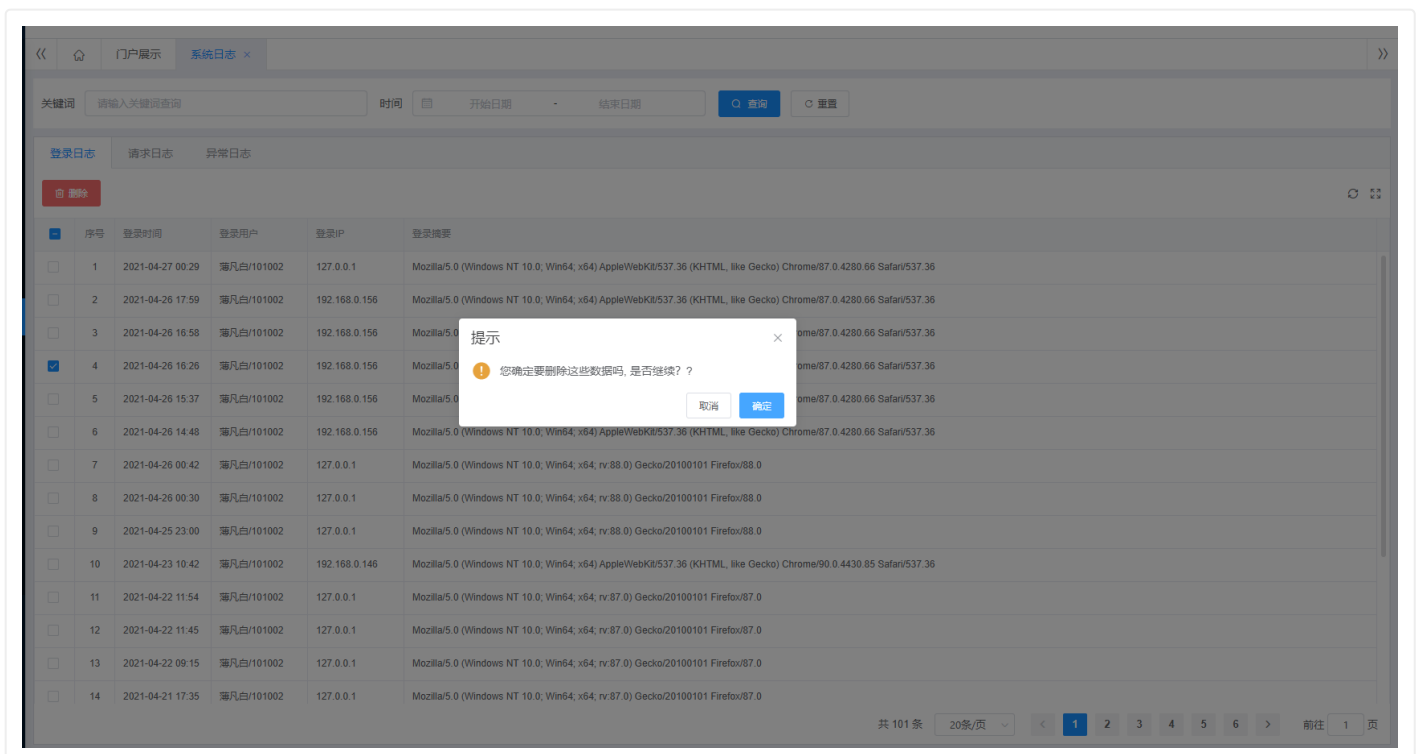 门户展示 系统日志 ×
关键词 请输入关键词查询 时间 开始日期 - 结束日期 查询 重置
登录日志 请求日志 异常日志
删除
序号 登录时间 登录用户 登录IP 登录摘要
1 2021-04-27 00:29 蒲凡白/101002 127.0.0.1 Mozilla/5.0 (Windows NT 10.0; Win64; x64) AppleWebKit/537.36 (KHTML, like Gecko) Chrome/87.0.4280.66 Safari/537.36
2 2021-04-26 17:59 蒲凡白/101002 192.168.0.156 Mozilla/5.0 (Windows NT 10.0; Win64; x64) AppleWebKit/537.36 (KHTML, like Gecko) Chrome/87.0.4280.66 Safari/537.36
3 2021-04-26 16:58 蒲凡白/101002 192.168.0.156 Mozilla/5.0 ome/87.0.4280.66 Safari/537.36
提示 ×
4 2021-04-26 16:26 蒲凡白/101002 192.168.0.156 Mozilla/5.0 ome/87.0.4280.66 Safari/537.36
您确定要删除这些数据吗, 是否继续? ?
5 2021-04-26 15:37 蒲凡白/101002 192.168.0.156 Mozilla/5.0 ome/87.0.4280.66 Safari/537.36
取消 确定
6 2021-04-26 14:48 蒲凡白/101002 192.168.0.156 Mozilla/5.0 (Windows NT 10.0; Win64; x64) AppleWebKit/537.36 (KHTML, like Gecko) Chrome/87.0.4280.66 Safari/537.36
7 2021-04-26 00:42 蒲凡白/101002 127.0.0.1 Mozilla/5.0 (Windows NT 10.0; Win64; x64; rv:88.0) Gecko/20100101 Firefox/88.0
8 2021-04-26 00:30 蒲凡白/101002 127.0.0.1 Mozilla/5.0 (Windows NT 10.0; Win64; x64; rv:88.0) Gecko/20100101 Firefox/88.0
9 2021-04-25 23:00 蒲凡白/101002 127.0.0.1 Mozilla/5.0 (Windows NT 10.0; Win64; x64; rv:88.0) Gecko/20100101 Firefox/88.0
10 2021-04-23 10:42 蒲凡白/101002 192.168.0.146 Mozilla/5.0 (Windows NT 10.0; Win64; x64) AppleWebKit/537.36 (KHTML, like Gecko) Chrome/90.0.4430.85 Safari/537.36
11 2021-04-22 11:54 蒲凡白/101002 127.0.0.1 Mozilla/5.0 (Windows NT 10.0; Win64; x64; rv:87.0) Gecko/20100101 Firefox/87.0
12 2021-04-22 11:45 蒲凡白/101002 127.0.0.1 Mozilla/5.0 (Windows NT 10.0; Win64; x64; rv:87.0) Gecko/20100101 Firefox/87.0
13 2021-04-22 09:15 蒲凡白/101002 127.0.0.1 Mozilla/5.0 (Windows NT 10.0; Win64; x64; rv:87.0) Gecko/20100101 Firefox/87.0
14 2021-04-21 17:35 蒲凡白/101002 127.0.0.1 Mozilla/5.0 (Windows NT 10.0; Win64; x64; rv:87.0) Gecko/20100101 Firefox/87.0
共 101 条 20条/页 < 1 2 3 4 5 6 > 前往 1 页